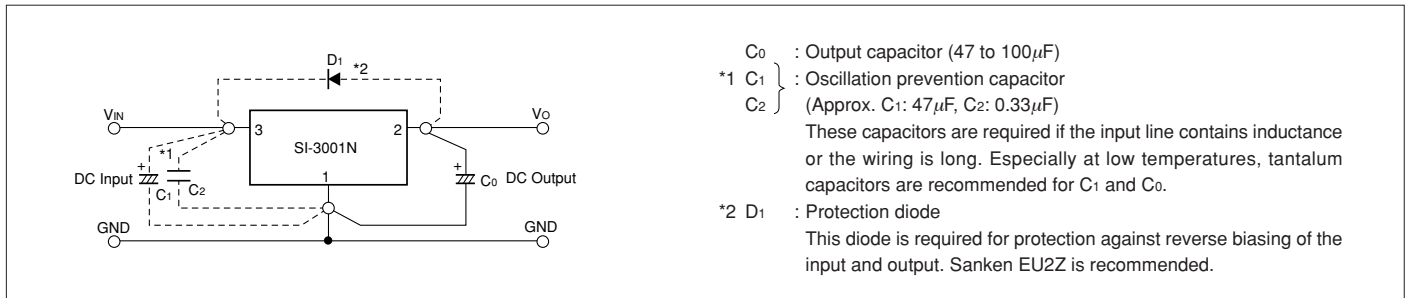 D1
*2
VIN
VO
3
2
SI-3001N
*1
+
+
1
DC Input
C1
C2
C0
DC Output
GND
GND
C0 : Output capacitor (47 to 100μF)
*1 C1 : Oscillation prevention capacitor
C2 (Approx. C1: 47μF, C2: 0.33μF)
These capacitors are required if the input line contains inductance
or the wiring is long. Especially at low temperatures, tantalum
capacitors are recommended for C1 and C0.
*2 D1 : Protection diode
This diode is required for protection against reverse biasing of the
input and output. Sanken EU2Z is recommended.